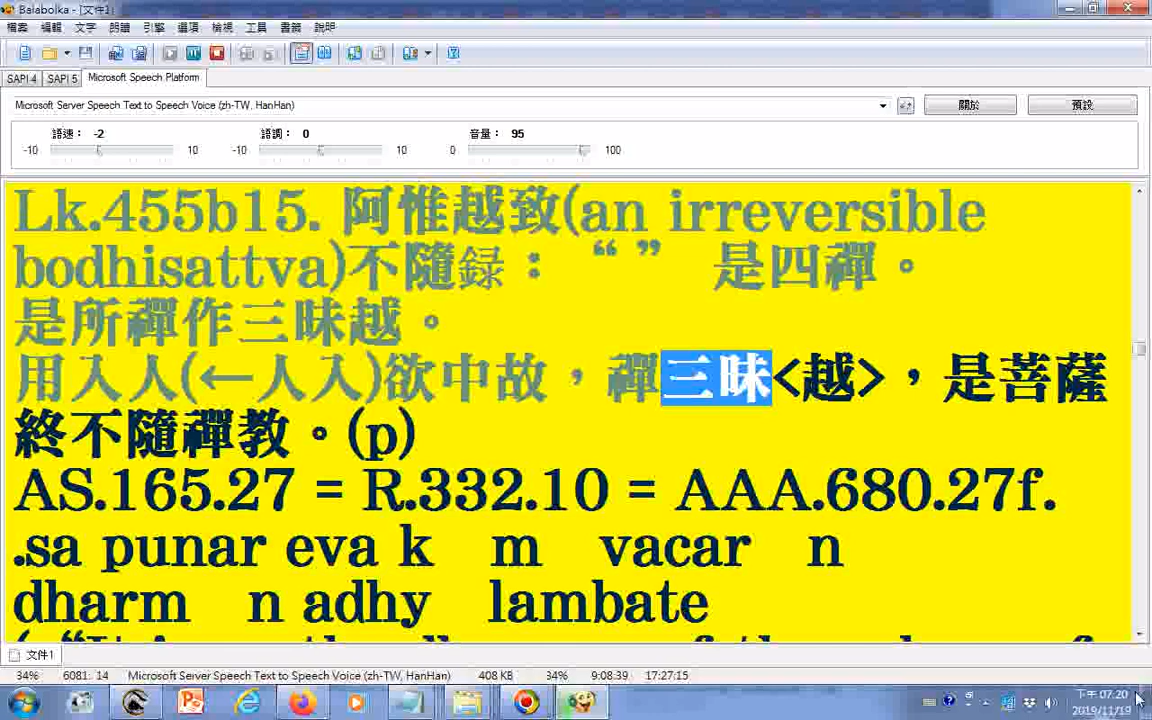 Balabolka - [文件1]
檔案 編輯 文字 朗讀 引擎 選項 檢視 工具 書籤 說明
SAPI 4 SAPI 5 Microsoft Speech Platform
Microsoft Server Speech Text to Speech Voice (zh-TW, HanHan) 關於 預設
語速： -2 語調： 0 音量： 95
-10 10 -10 10 0 100
Lk.455b15. 阿惟越致(an irreversible
bodhisattva)不隨録：“ ” 是四禪。
是所禪作三昧越。
用入人(←人入)欲中故，禪三昧<越>，是菩薩
終不隨禪教。(p)
AS.165.27 = R.332.10 = AAA.680.27f.
.sa punar eva k m vacar n
dharm n adhy lambate
文件1
34% 6081: 14 Microsoft Server Speech Text to Speech Voice (zh-TW, HanHan) 408 KB 34% 9:08:39 17:27:15
下午 07:20
2019/11/19